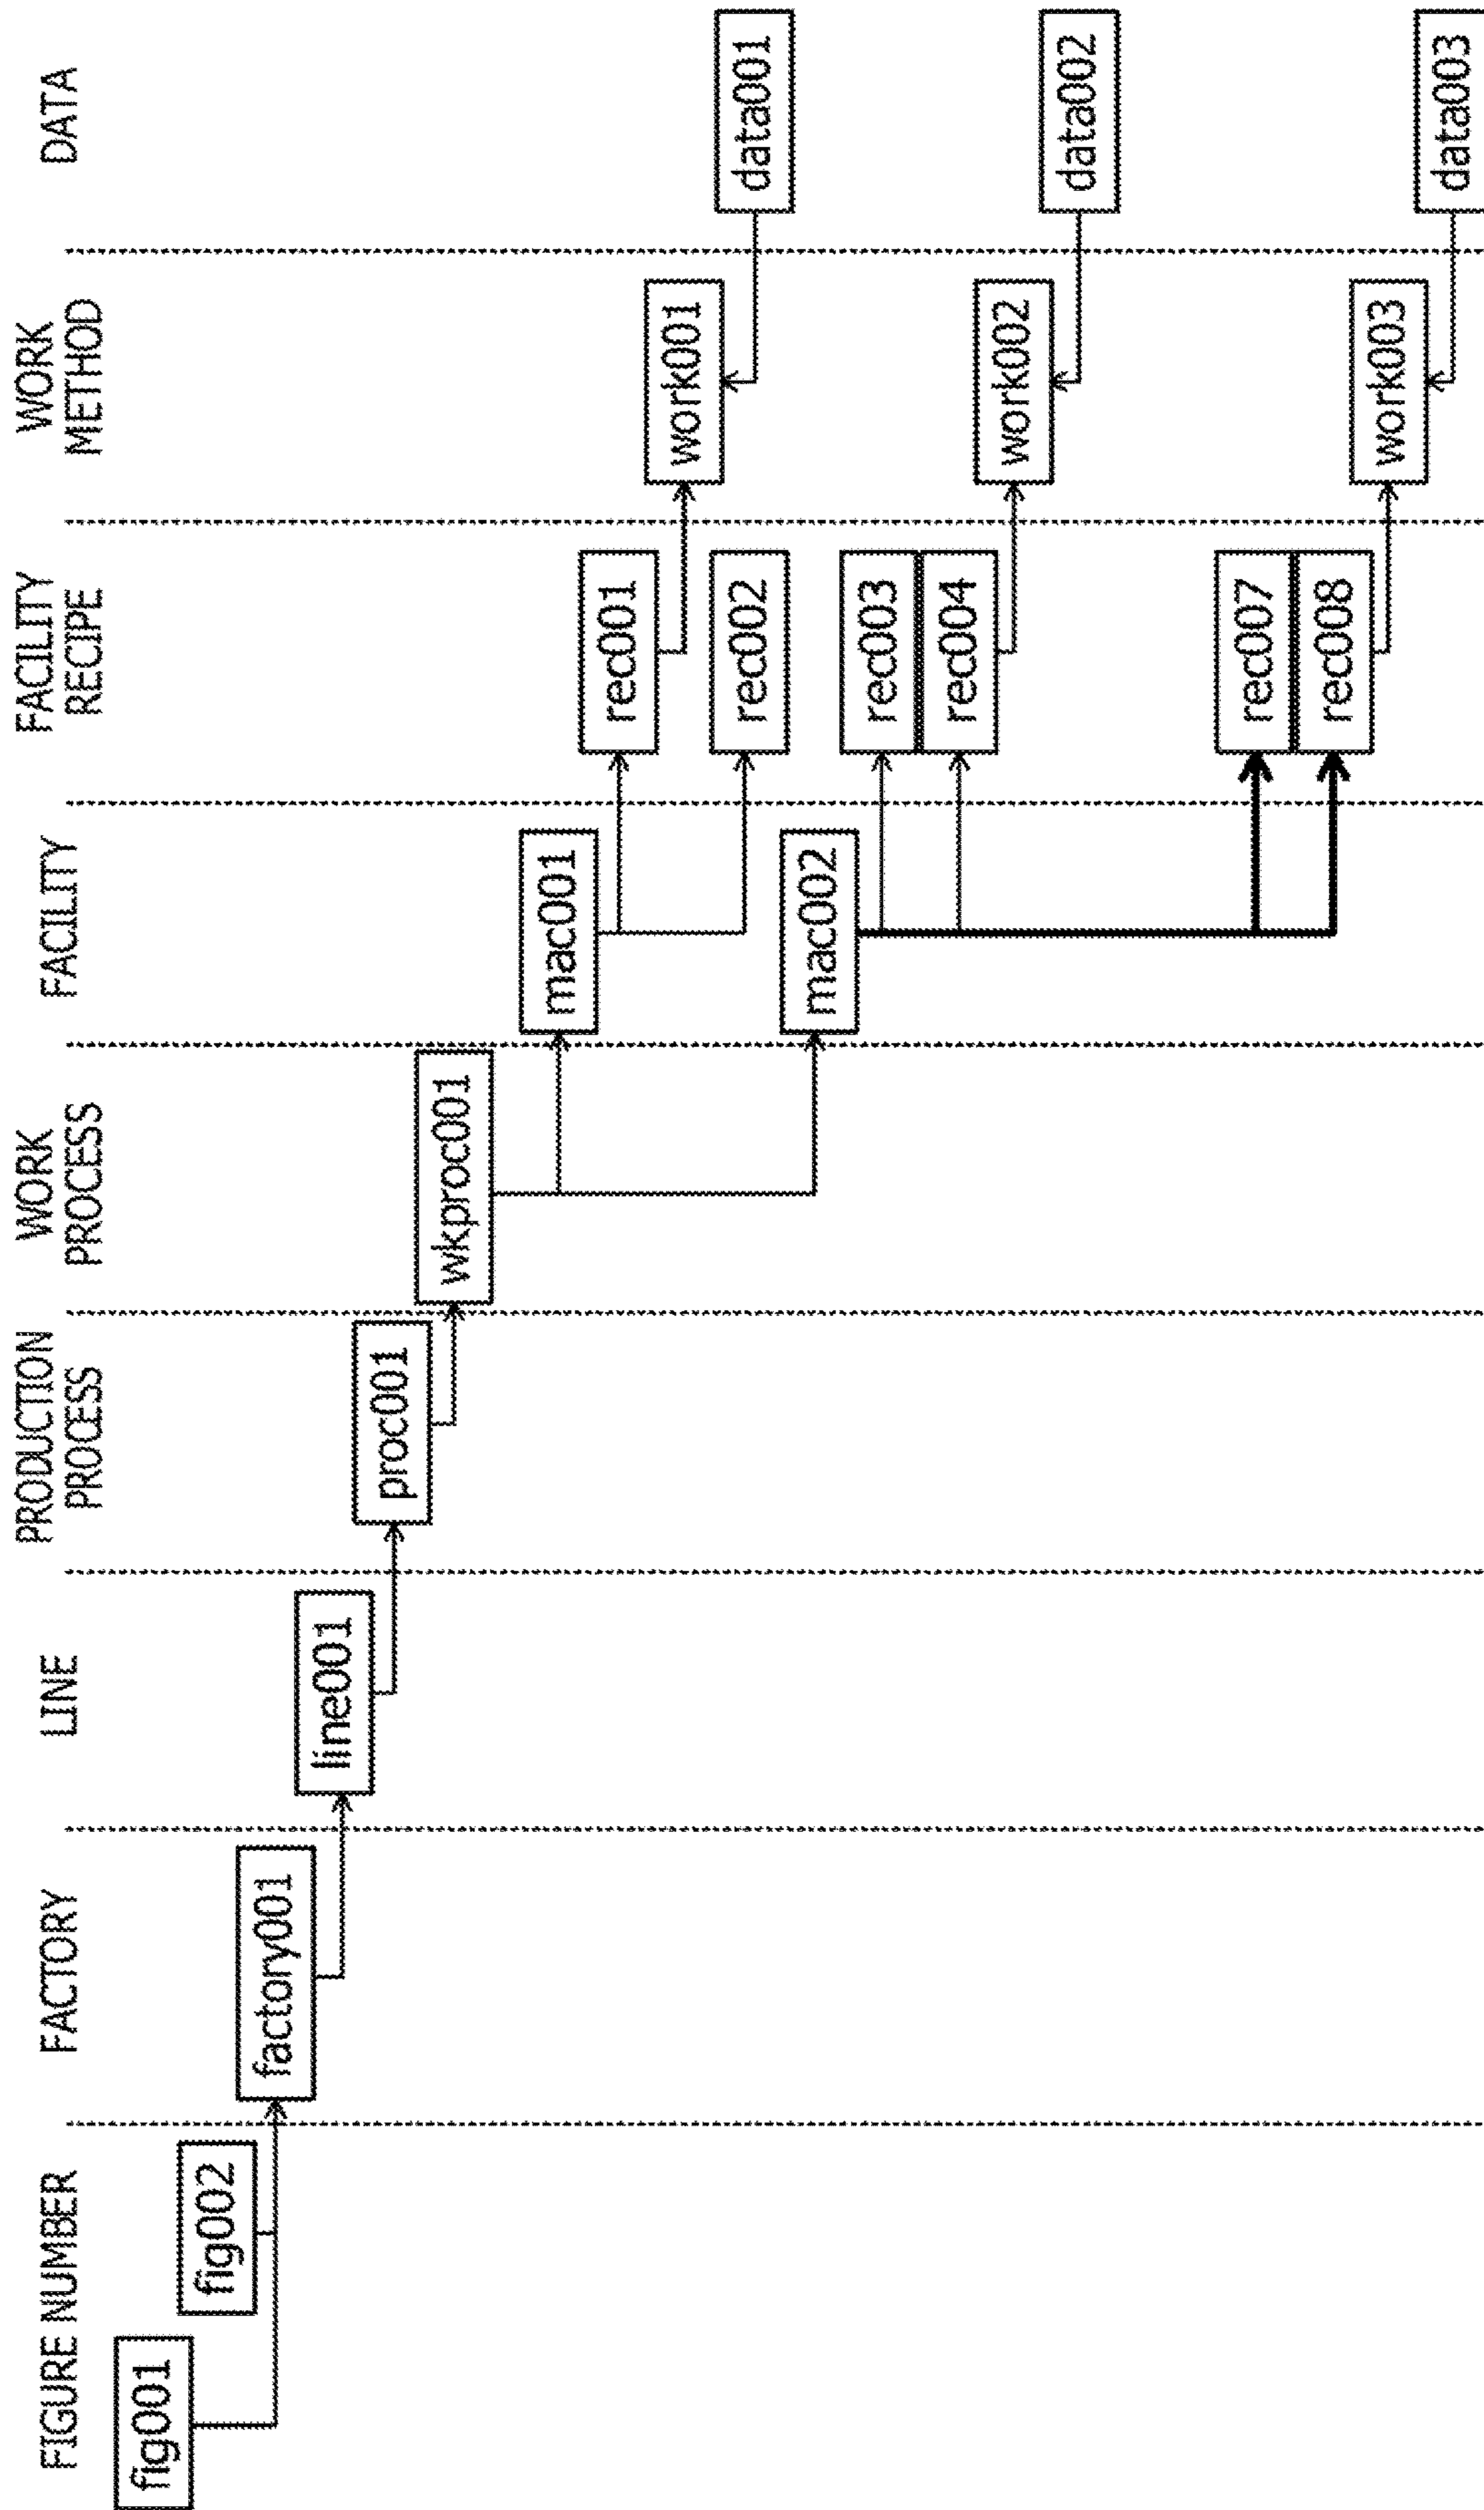 FIGURE NUMBER
FACTORY
LINE
PRODUCTION
PROCESS
WORK
PROCESS
FACILITY
FACILITY
RECIPE
WORK
METHOD
DATA
fig001
fig002
factory001
line001
proc001
wkproc001
mac001
rec001
work001
data001
rec002
mac002
rec003
rec004
work002
data002
rec007
rec008
work003
data003